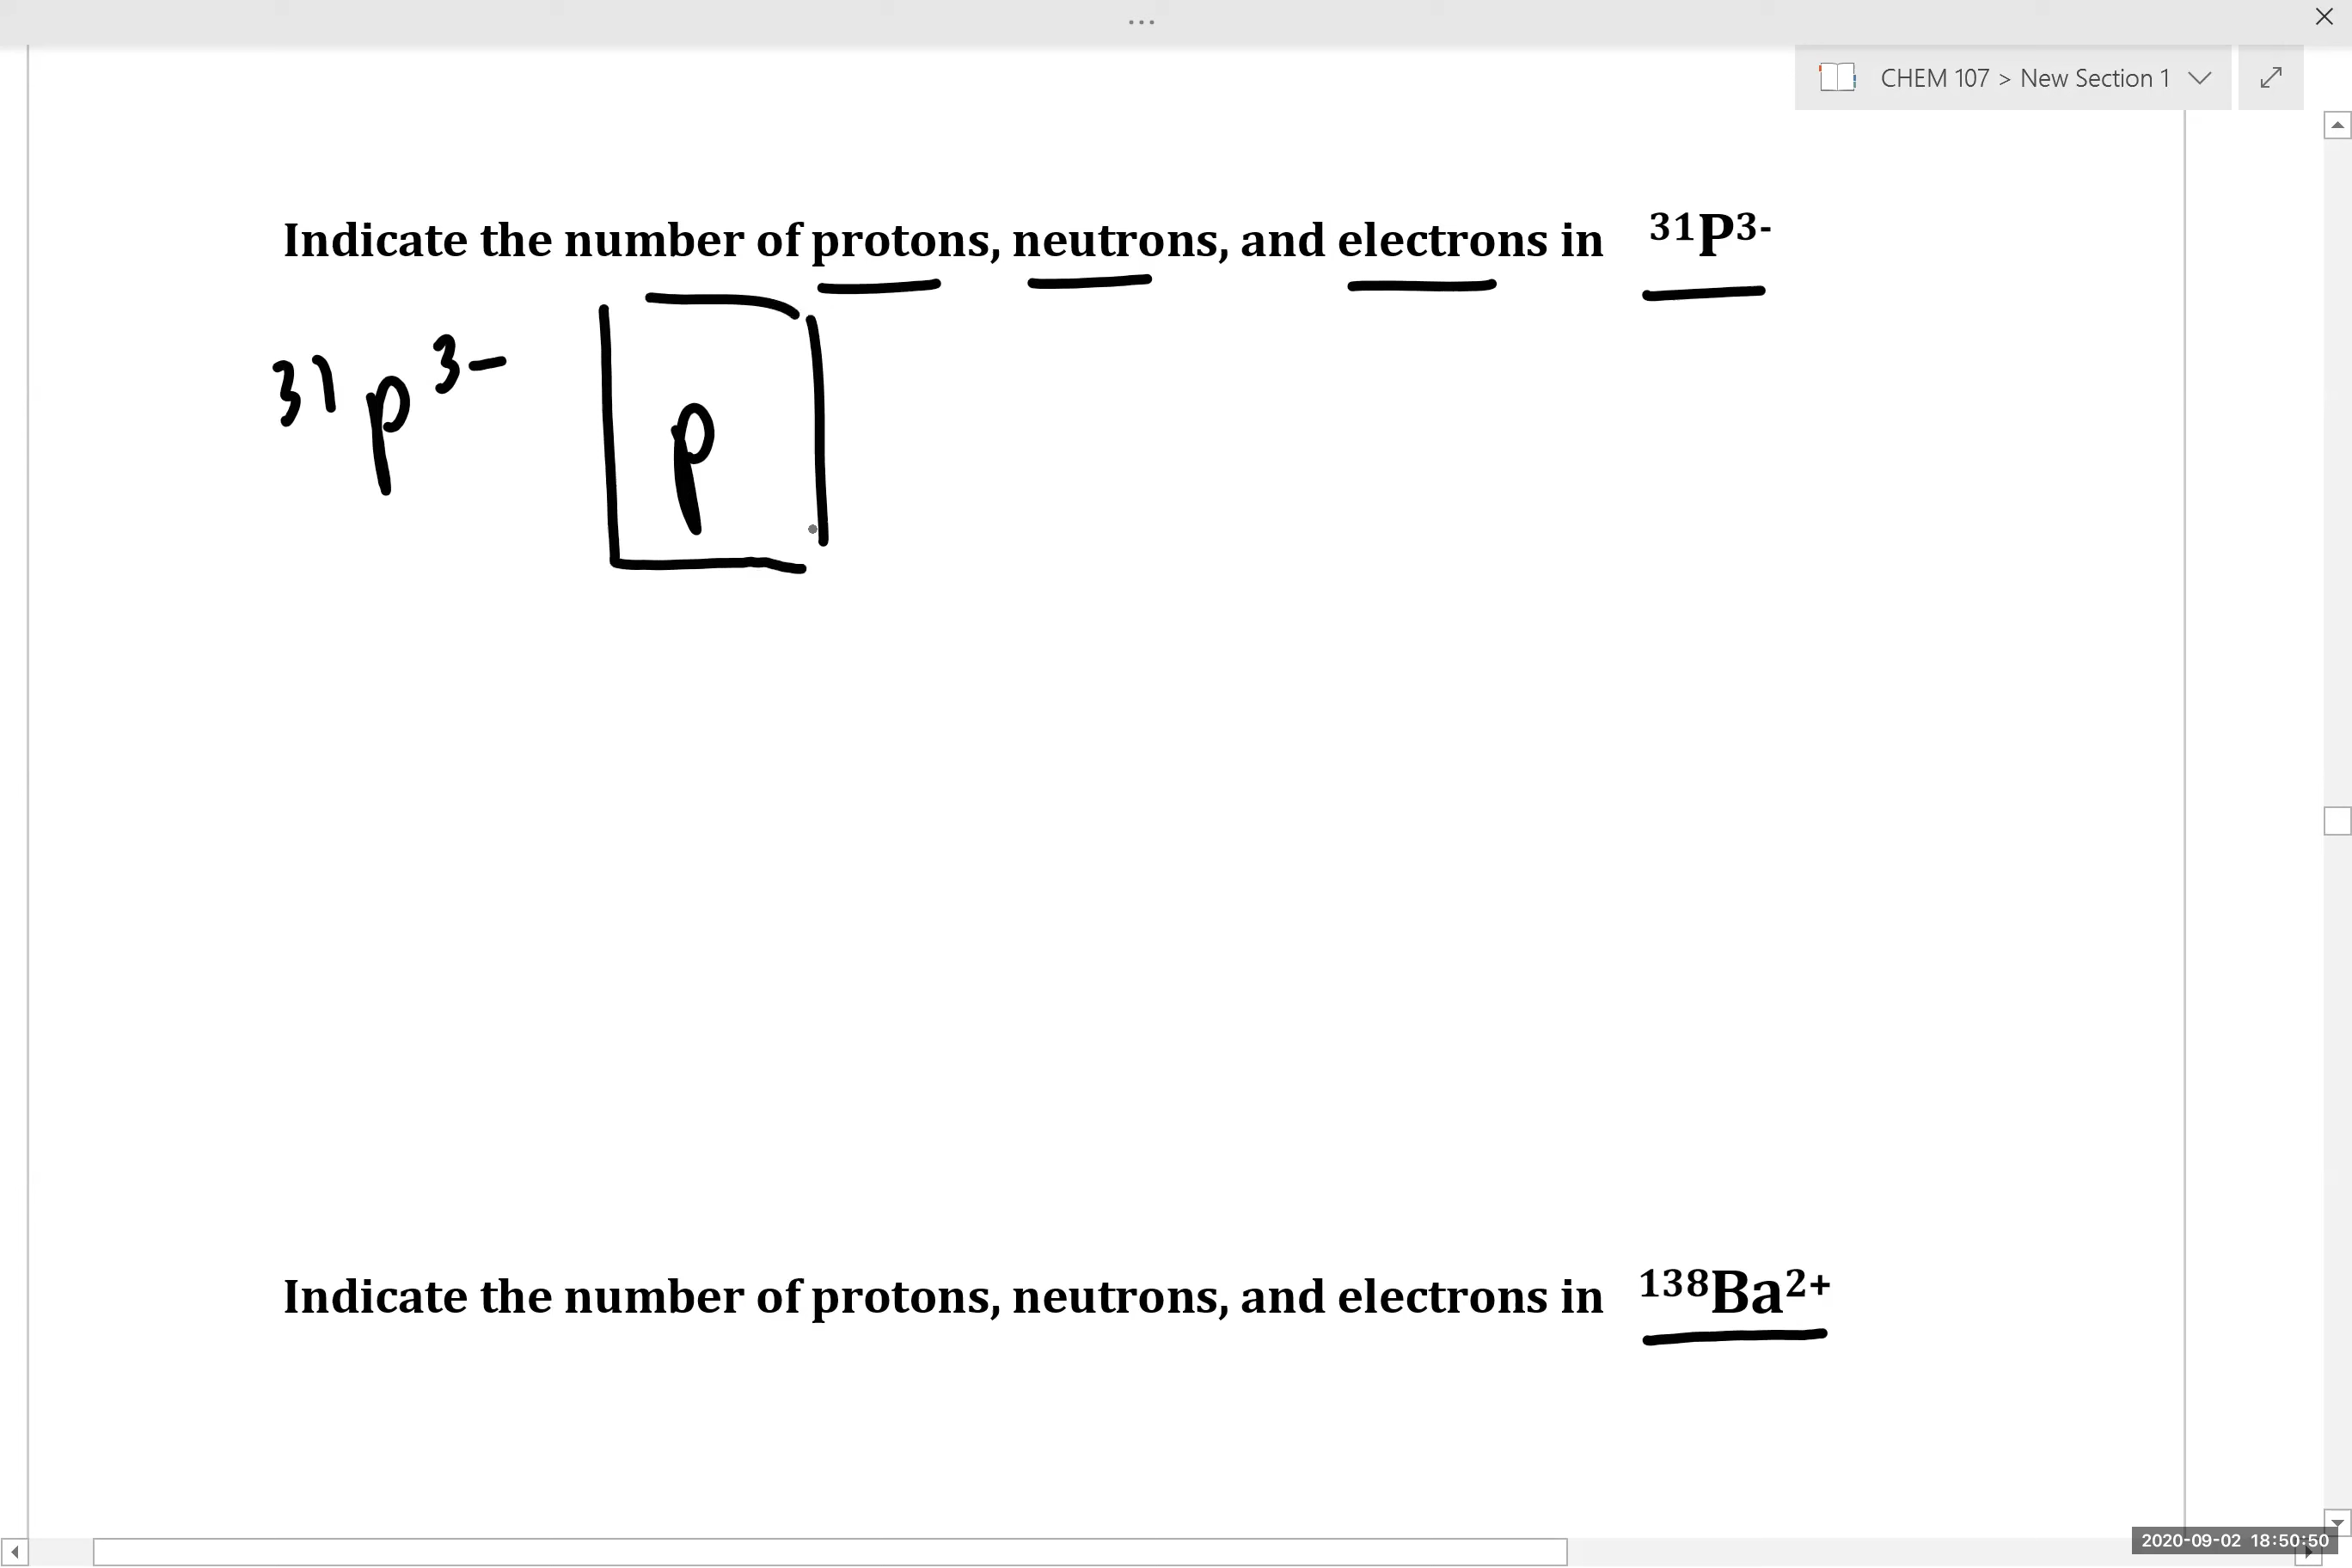 CHEM 107 > New Section 1
Indicate the number of protons, neutrons, and electrons in ³¹P³⁻
³¹p³⁻
p
Indicate the number of protons, neutrons, and electrons in ¹³⁸Ba²⁺
2020-09-02 18:50:50